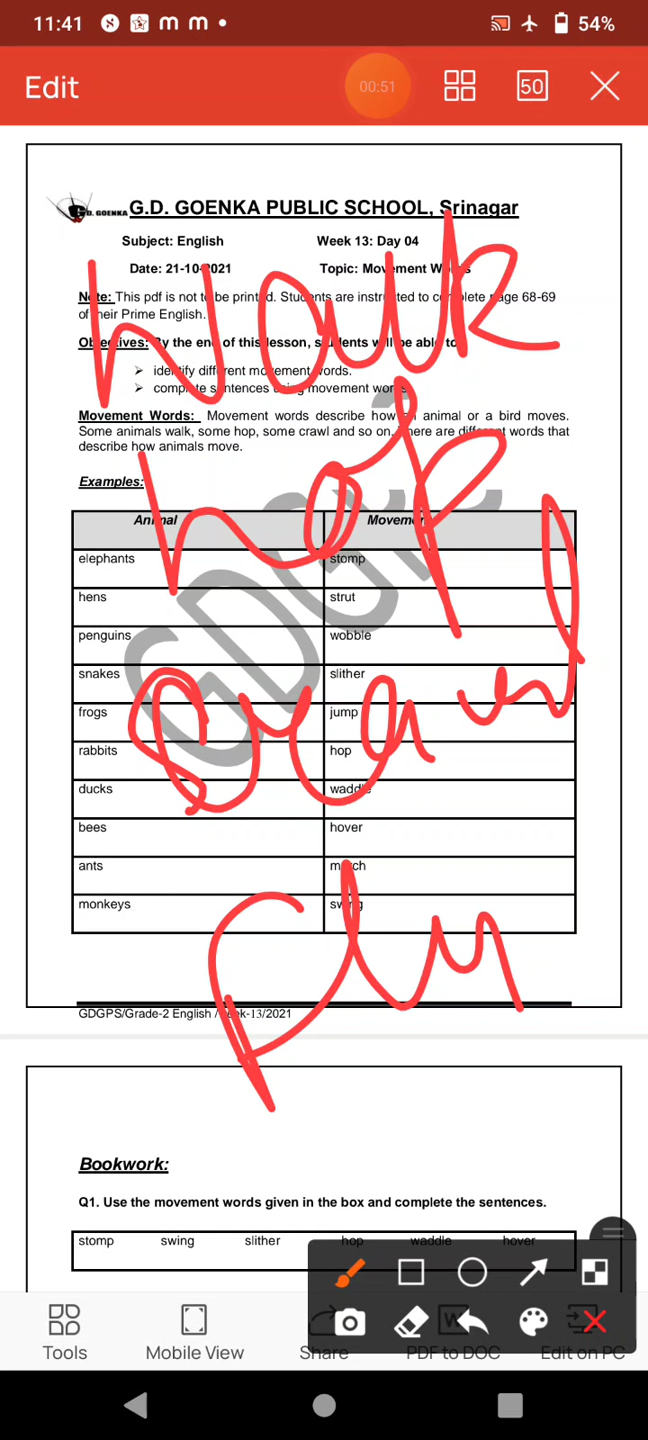 11:41 54%
Edit 00:51 50
D. GOENKA G.D. GOENKA PUBLIC SCHOOL, Srinagar
Subject: English Week 13: Day 04
Date: 21-10-2021 Topic: Movement Words
Note: This pdf is not to be printed. Students are instructed to complete page 68-69
of their Prime English.
Objectives: By the end of this lesson, students will be able to
identify different movement words.
complete sentences using movement words
Movement Words: Movement words describe how an animal or a bird moves.
Some animals walk, some hop, some crawl and so on. There are different words that
describe how animals move.
Examples:
Animal Movement
elephants stomp
hens strut
penguins wobble
snakes slither
frogs jump
rabbits hop
ducks waddle
bees hover
ants march
monkeys swing
GDGPS
Walk
hop
Crawl
fly
GDGPS/Grade-2 English /Week-13/2021
Bookwork:
Q1. Use the movement words given in the box and complete the sentences.
stomp swing slither hop waddle hover
Tools Mobile View Share PDF to DOC Edit on PC